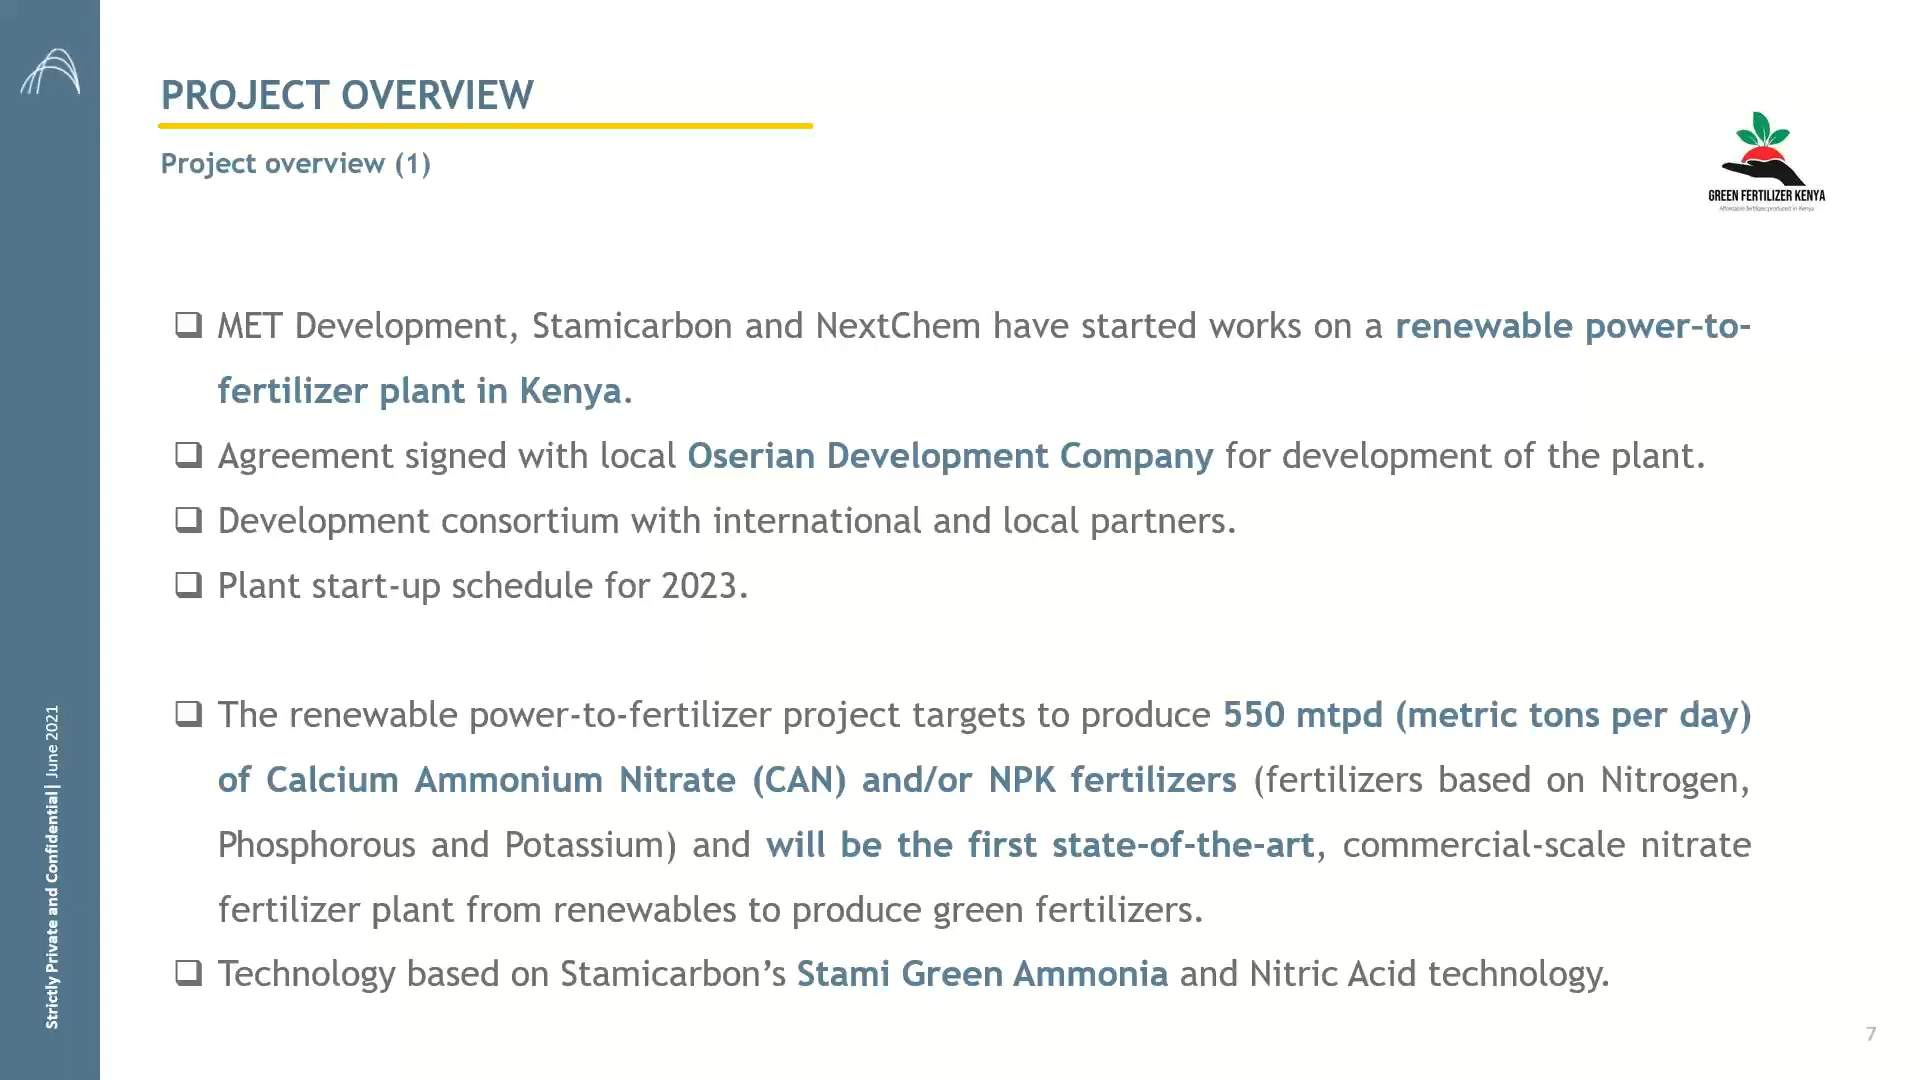 PROJECT OVERVIEW
Project overview (1)
GREEN FERTILIZER KENYA
Affordable fertilizer produced in Kenya
MET Development, Stamicarbon and NextChem have started works on a renewable power-to-
fertilizer plant in Kenya.
Agreement signed with local Oserian Development Company for development of the plant.
Development consortium with international and local partners.
Plant start-up schedule for 2023.
The renewable power-to-fertilizer project targets to produce 550 mtpd (metric tons per day)
of Calcium Ammonium Nitrate (CAN) and/or NPK fertilizers (fertilizers based on Nitrogen,
Phosphorous and Potassium) and will be the first state-of-the-art, commercial-scale nitrate
fertilizer plant from renewables to produce green fertilizers.
Technology based on Stamicarbon’s Stami Green Ammonia and Nitric Acid technology.
Strictly Private and Confidential| June 2021
7